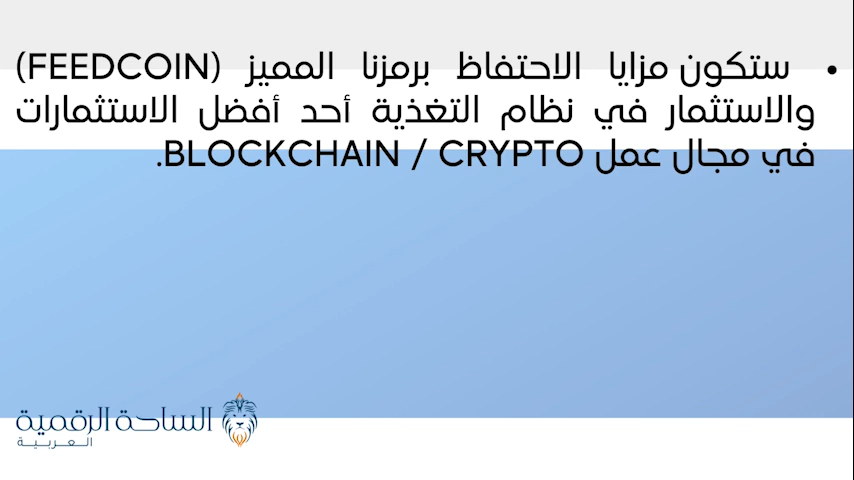 • ستكون مزايا الاحتفاظ برمزنا المميز (FEEDCOIN)
والاستثمار في نظام التغذية أحد أفضل الاستثمارات
في مجال عمل BLOCKCHAIN / CRYPTO.
الساحة الرقمية
العربية